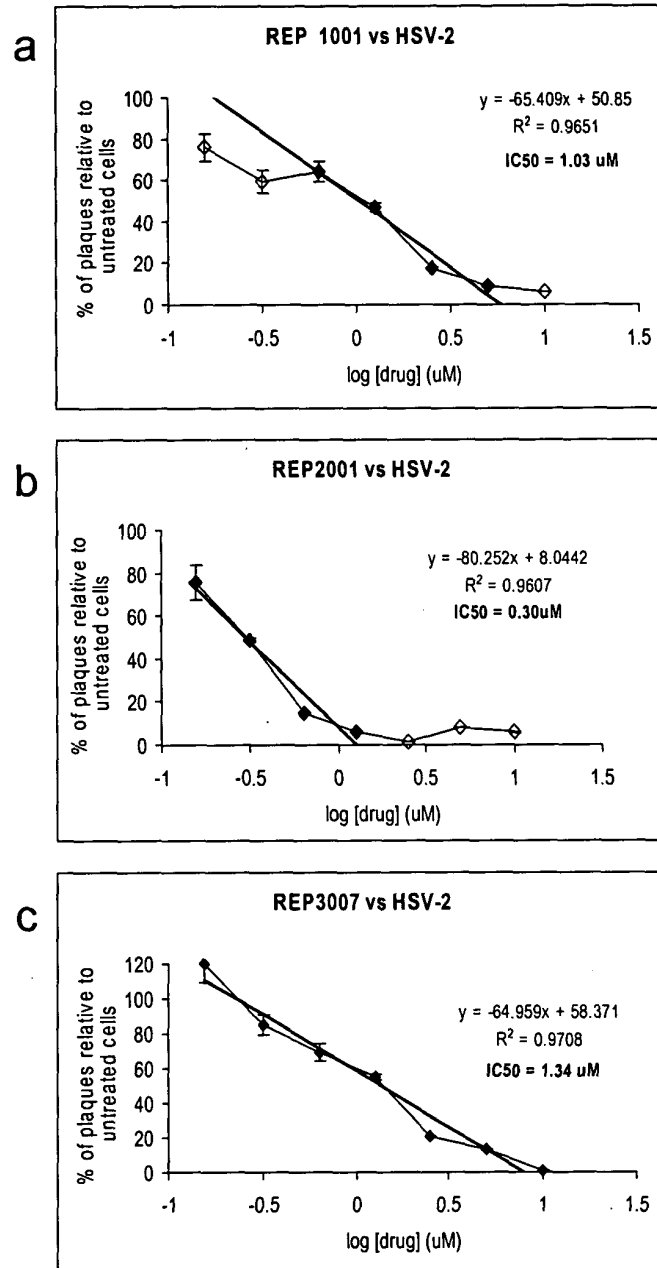 a
REP 1001 vs HSV-2
y = -65.409x + 50.85
R² = 0.9651
IC50 = 1.03 uM
% of plaques relative to
untreated cells
100
80
60
40
20
0
-1 -0.5 0 0.5 1 1.5
log [drug] (uM)
b
REP2001 vs HSV-2
y = -80.252x + 8.0442
R² = 0.9607
IC50 = 0.30uM
% of plaques relative to
untreated cells
100
80
60
40
20
0
-1 -0.5 0 0.5 1 1.5
log [drug] (uM)
c
REP3007 vs HSV-2
y = -64.959x + 58.371
R² = 0.9708
IC50 = 1.34 uM
% of plaques relative to
untreated cells
120
100
80
60
40
20
0
-1 -0.5 0 0.5 1 1.5
log [drug] (uM)